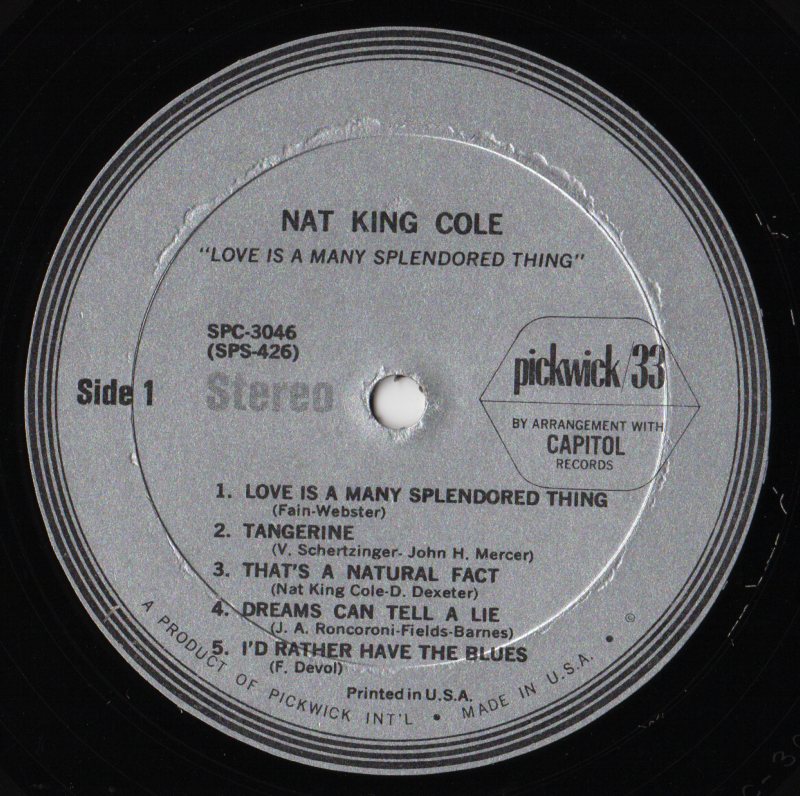 NAT KING COLE
"LOVE IS A MANY SPLENDORED THING"
SPC-3046
(SPS-426)
Side 1
Stereo
pickwick/33
BY ARRANGEMENT WITH
CAPITOL
RECORDS
1. LOVE IS A MANY SPLENDORED THING
(Fain-Webster)
2. TANGERINE
(V. Schertzinger- John H. Mercer)
3. THAT'S A NATURAL FACT
(Nat King Cole-D. Dexeter)
4. DREAMS CAN TELL A LIE
(J. A. Roncoroni-Fields-Barnes)
5. I'D RATHER HAVE THE BLUES
(F. Devol)
Printed in U.S.A.
A PRODUCT OF PICKWICK INT'L • MADE IN U.S.A. • ©